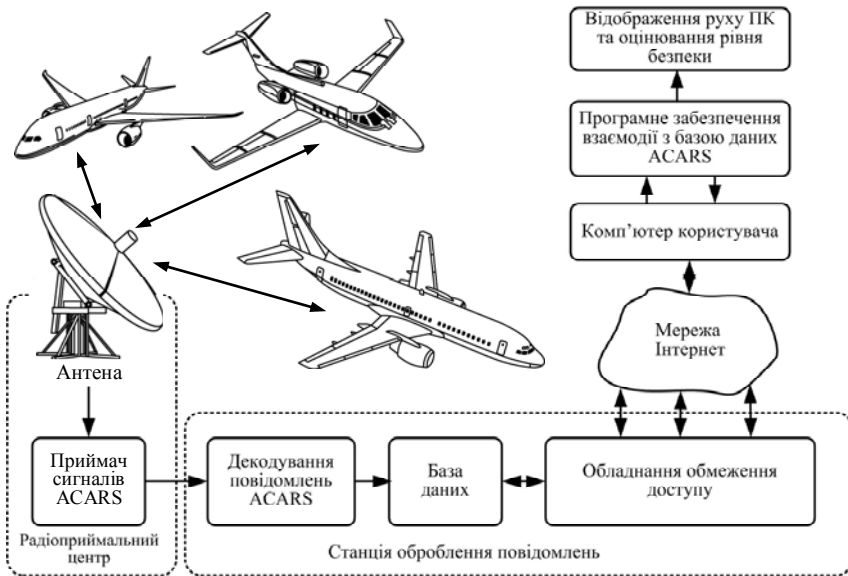 Відображення руху ПК
та оцінювання рівня
безпеки
Програмне забезпечення
взаємодії з базою даних
ACARS
Комп’ютер користувача
Мережа
Інтернет
Антена
Приймач
сигналів
ACARS
Радіоприймальний
центр
Декодування
повідомлень
ACARS
База
даних
Обладнання обмеження
доступу
Станція оброблення повідомлень